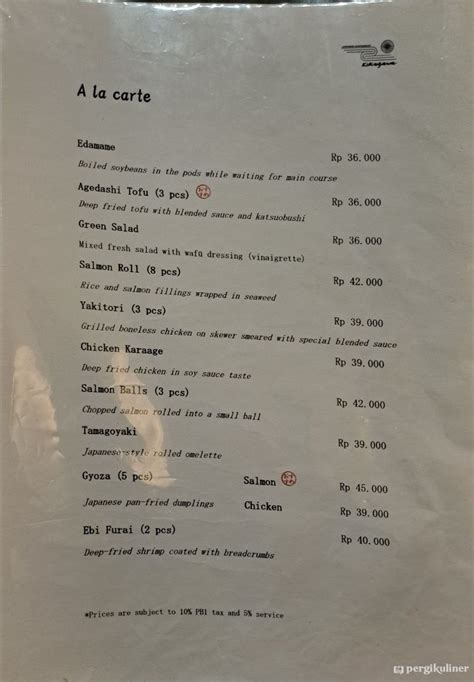 A la carte
Edamame Rp 36.000
Boiled soybeans in the pods while waiting for main course
Agedashi Tofu (3 pcs) Rp 36.000
Deep fried tofu with blended sauce and katsuobushi
Green Salad Rp 36.000
Mixed fresh salad with wafu dressing (vinaigrette)
Salmon Roll (8 pcs) Rp 42.000
Rice and salmon fillings wrapped in seaweed
Yakitori (3 pcs) Rp 39.000
Grilled boneless chicken on skewer smeared with special blended sauce
Chicken Karaage Rp 39.000
Deep fried chicken in soy sauce taste
Salmon Balls (3 pcs) Rp 42.000
Chopped salmon rolled into a small ball
Tamagoyaki Rp 39.000
Japanese-style rolled omelette
Gyoza (5 pcs) Salmon Rp 45.000
Japanese pan-fried dumplings Chicken Rp 39.000
Ebi Furai (2 pcs) Rp 40.000
Deep-fried shrimp coated with breadcrumbs
*Prices are subject to 10% PB1 tax and 5% service
pergikuliner